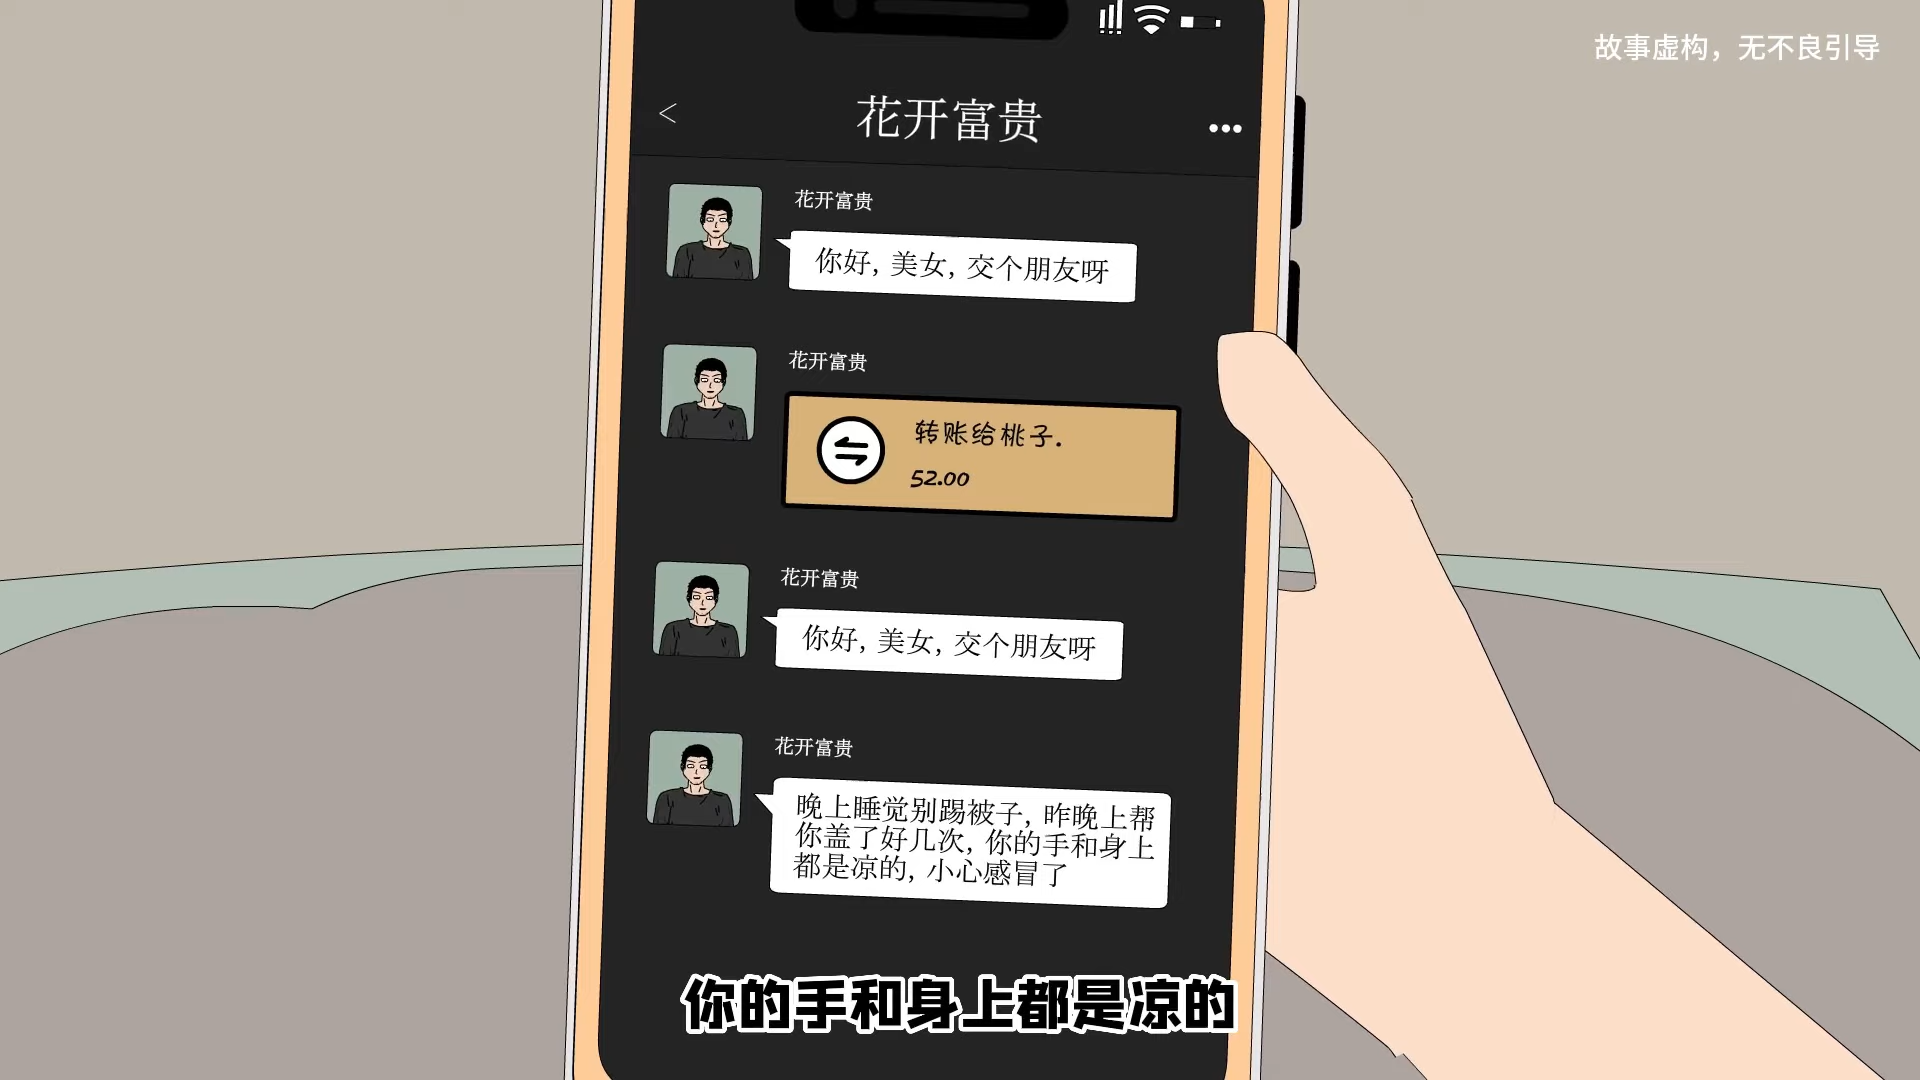 故事虚构，无不良引导
<
花开富贵
•••
花开富贵
你好, 美女, 交个朋友呀
花开富贵
转账给桃子.
52.00
花开富贵
你好, 美女, 交个朋友呀
花开富贵
晚上睡觉别踢被子, 昨晚上帮
你盖了好几次, 你的手和身上
都是凉的, 小心感冒了
你的手和身上都是凉的